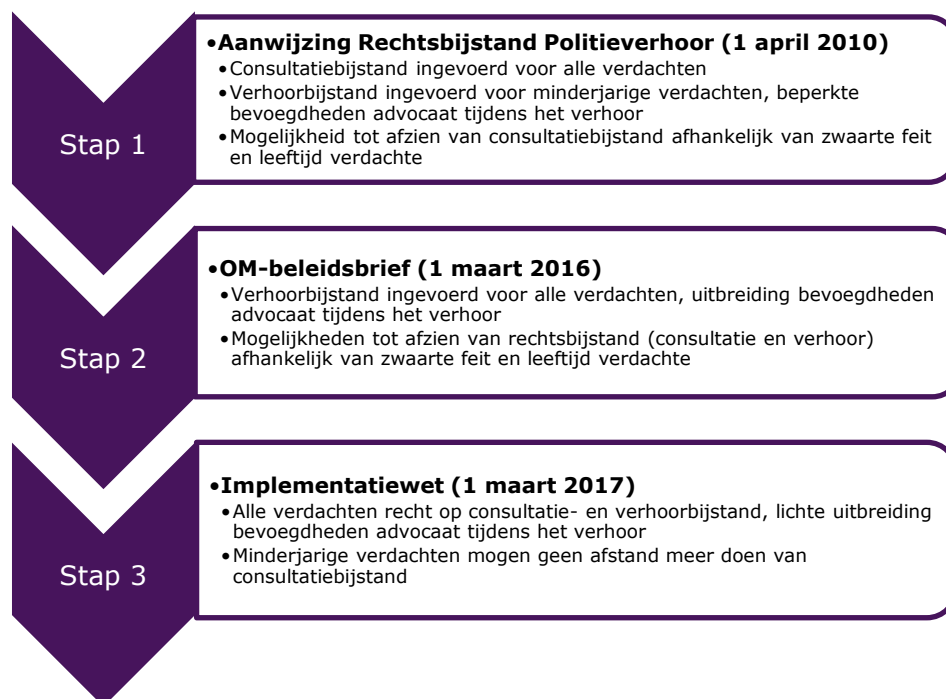 Stap 1
•Aanwijzing Rechtsbijstand Politieverhoor (1 april 2010)
•Consultatiebijstand ingevoerd voor alle verdachten
•Verhoorbijstand ingevoerd voor minderjarige verdachten, beperkte
bevoegdheden advocaat tijdens het verhoor
•Mogelijkheid tot afzien van consultatiebijstand afhankelijk van zwaarte feit
en leeftijd verdachte
Stap 2
•OM-beleidsbrief (1 maart 2016)
•Verhoorbijstand ingevoerd voor alle verdachten, uitbreiding bevoegdheden
advocaat tijdens het verhoor
•Mogelijkheden tot afzien van rechtsbijstand (consultatie en verhoor)
afhankelijk van zwaarte feit en leeftijd verdachte
Stap 3
•Implementatiewet (1 maart 2017)
•Alle verdachten recht op consultatie- en verhoorbijstand, lichte uitbreiding
bevoegdheden advocaat tijdens het verhoor
•Minderjarige verdachten mogen geen afstand meer doen van
consultatiebijstand